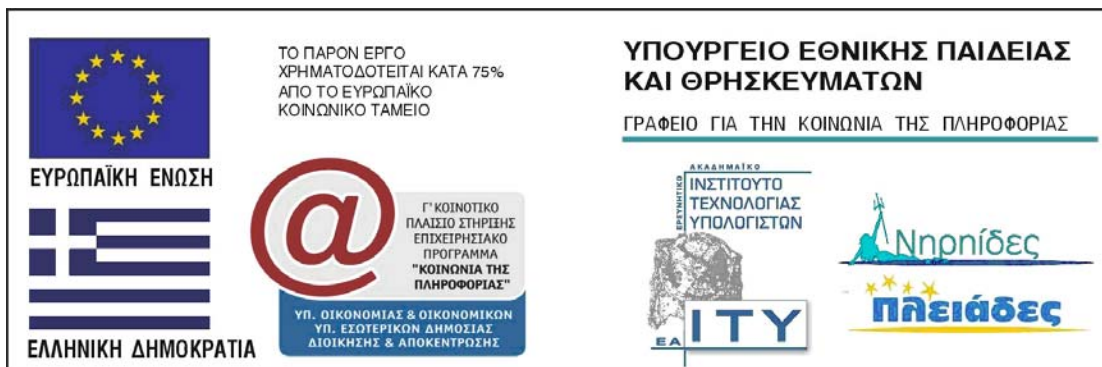 ΕΥΡΩΠΑΪΚΗ ΕΝΩΣΗ
ΕΛΛΗΝΙΚΗ ΔΗΜΟΚΡΑΤΙΑ
ΤΟ ΠΑΡΟΝ ΕΡΓΟ
ΧΡΗΜΑΤΟΔΟΤΕΙΤΑΙ ΚΑΤΑ 75%
ΑΠΟ ΤΟ ΕΥΡΩΠΑΪΚΟ
ΚΟΙΝΩΝΙΚΟ ΤΑΜΕΙΟ
@
Γ' ΚΟΙΝΟΤΙΚΟ
ΠΛΑΙΣΙΟ ΣΤΗΡΙΞΗΣ
ΕΠΙΧΕΙΡΗΣΙΑΚΟ
ΠΡΟΓΡΑΜΜΑ
"ΚΟΙΝΩΝΙΑ ΤΗΣ
ΠΛΗΡΟΦΟΡΙΑΣ"
ΥΠ. ΟΙΚΟΝΟΜΙΑΣ & ΟΙΚΟΝΟΜΙΚΩΝ
ΥΠ. ΕΣΩΤΕΡΙΚΩΝ ΔΗΜΟΣΙΑΣ
ΔΙΟΙΚΗΣΗΣ & ΑΠΟΚΕΝΤΡΩΣΗΣ
ΥΠΟΥΡΓΕΙΟ ΕΘΝΙΚΗΣ ΠΑΙΔΕΙΑΣ
ΚΑΙ ΘΡΗΣΚΕΥΜΑΤΩΝ
ΓΡΑΦΕΙΟ ΓΙΑ ΤΗΝ ΚΟΙΝΩΝΙΑ ΤΗΣ ΠΛΗΡΟΦΟΡΙΑΣ
ΑΚΑΔΗΜΑΪΚΟ
ΕΡΕΥΝΗΤΙΚΟ
ΙΝΣΤΙΤΟΥΤΟ
ΤΕΧΝΟΛΟΓΙΑΣ
ΥΠΟΛΟΓΙΣΤΩΝ
ΕΑ ΙΤΥ
Νηρηίδες
Πλειάδες